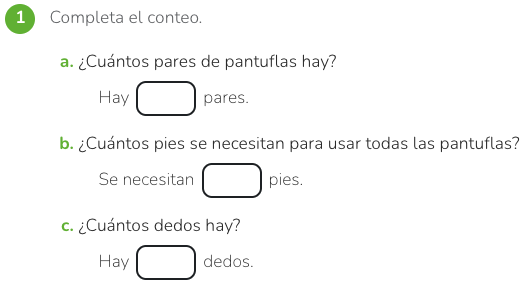 1 Completa el conteo.
a. ¿Cuántos pares de pantuflas hay?
Hay pares.
b. ¿Cuántos pies se necesitan para usar todas las pantuflas?
Se necesitan pies.
c. ¿Cuántos dedos hay?
Hay dedos.